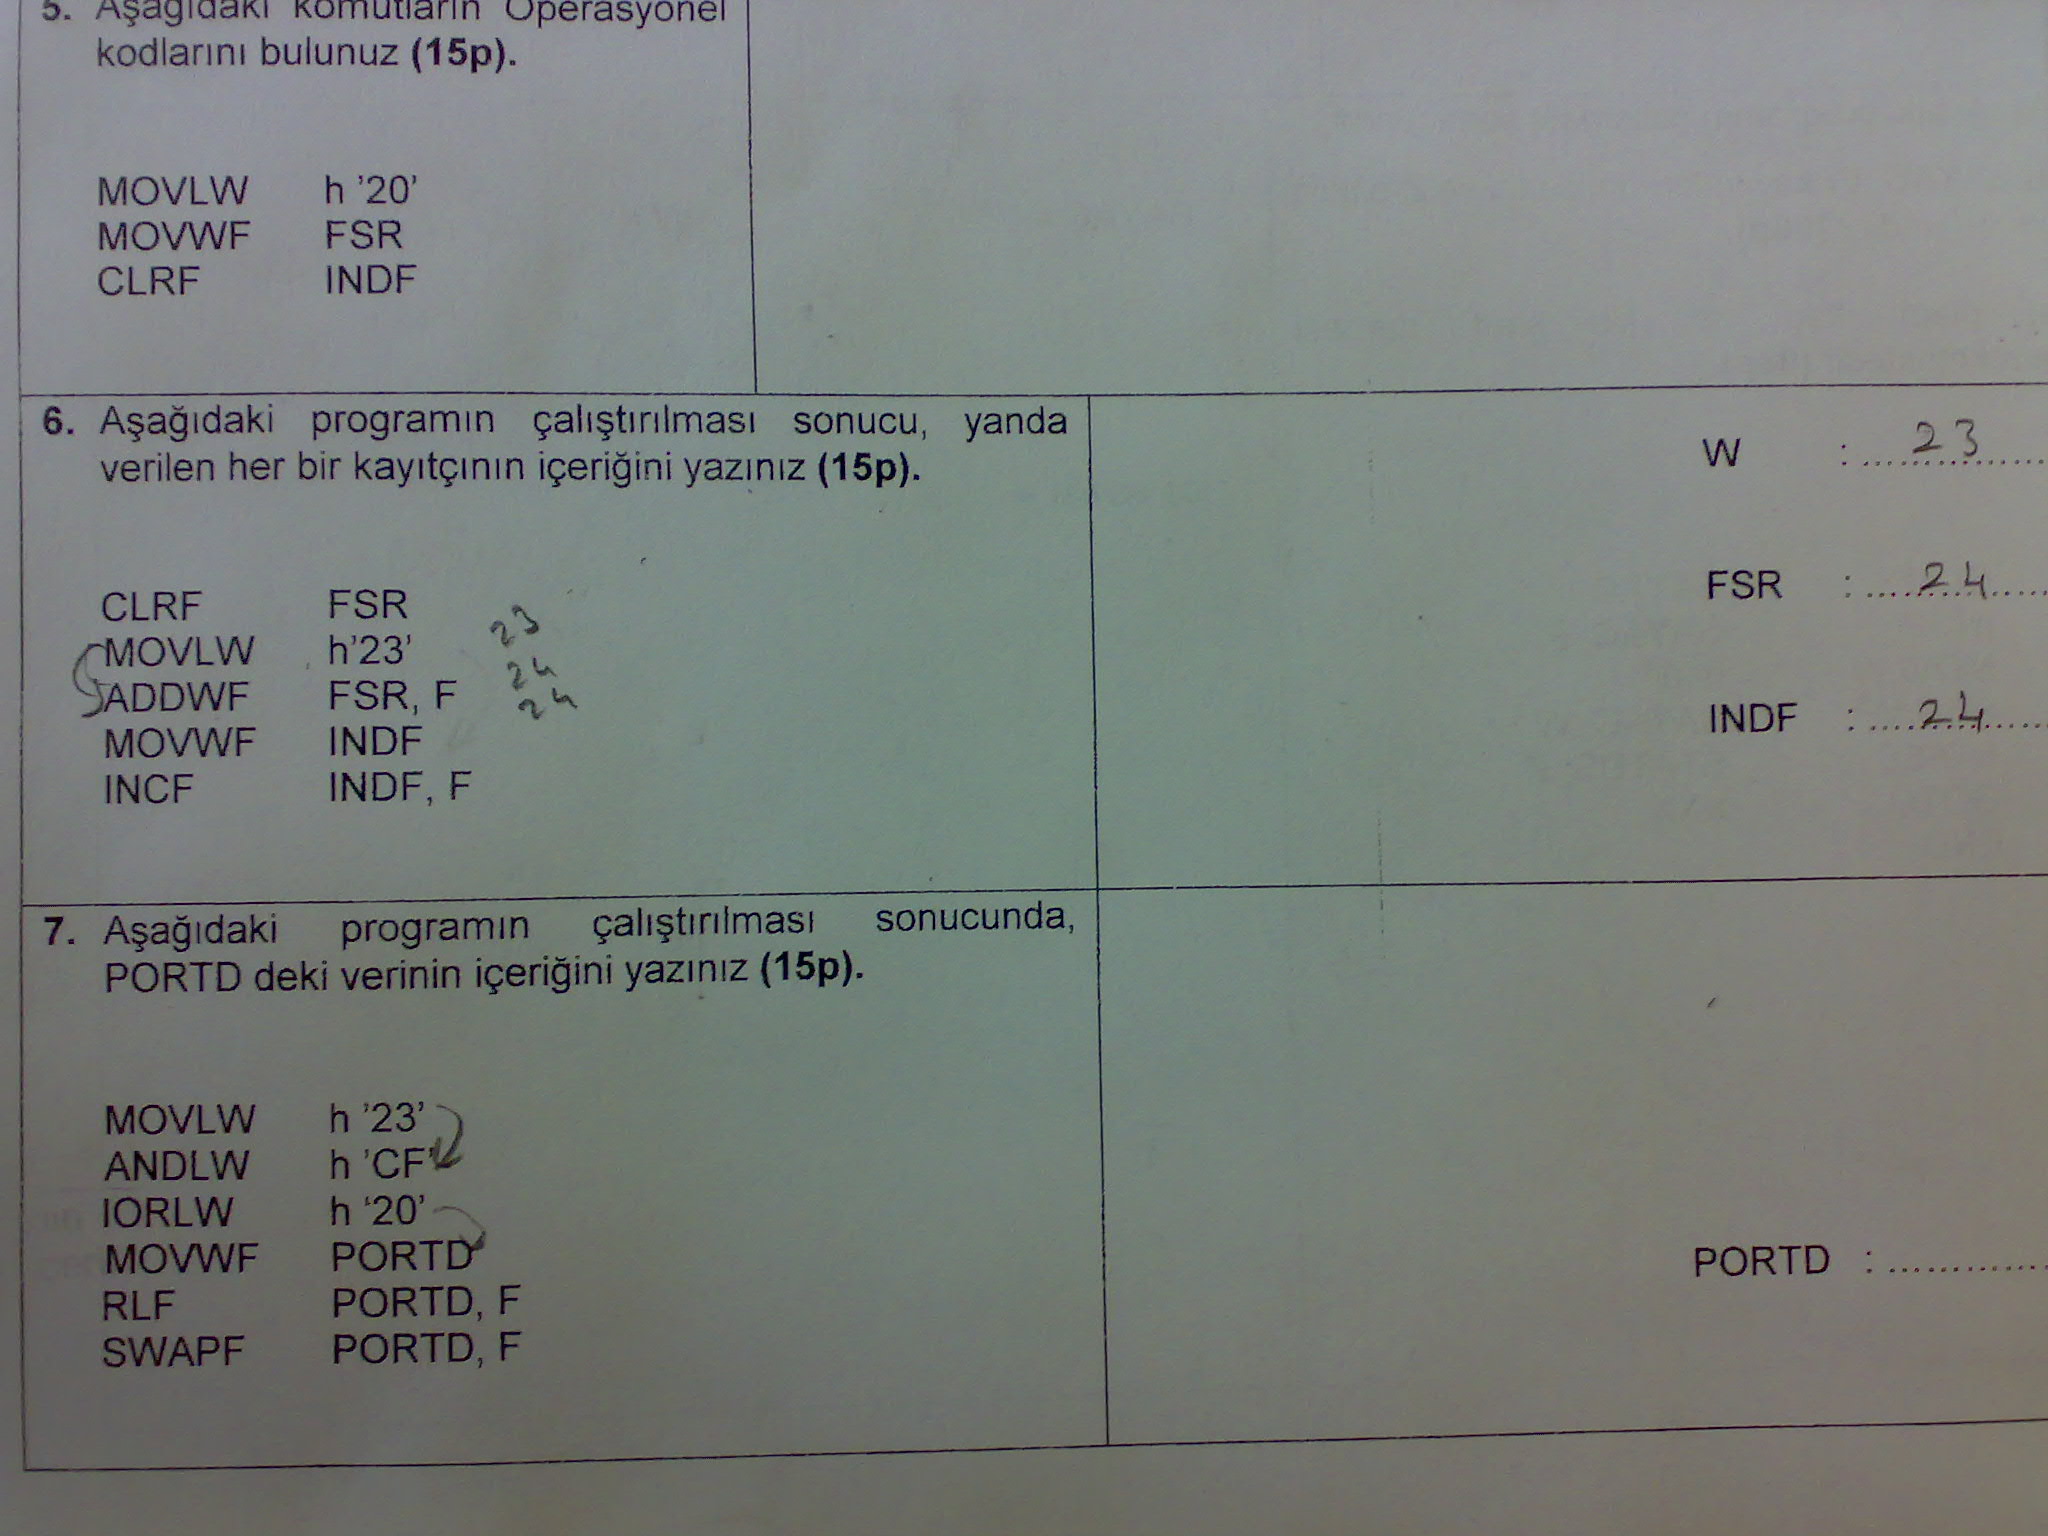 5. Aşağıdaki komutların Operasyonel
kodlarını bulunuz (15p).
MOVLW h '20'
MOVWF FSR
CLRF INDF
6. Aşağıdaki programın çalıştırılması sonucu, yanda
verilen her bir kayıtçının içeriğini yazınız (15p).
CLRF FSR
23
MOVLW h'23'
24
ADDWF FSR, F
24
MOVWF INDF
INCF INDF, F
W : ....23....
FSR : ....24....
INDF : ....24....
7. Aşağıdaki programın çalıştırılması sonucunda,
PORTD deki verinin içeriğini yazınız (15p).
MOVLW h '23'
ANDLW h 'CF'
IORLW h '20'
MOVWF PORTD
RLF PORTD, F
SWAPF PORTD, F
PORTD : ............